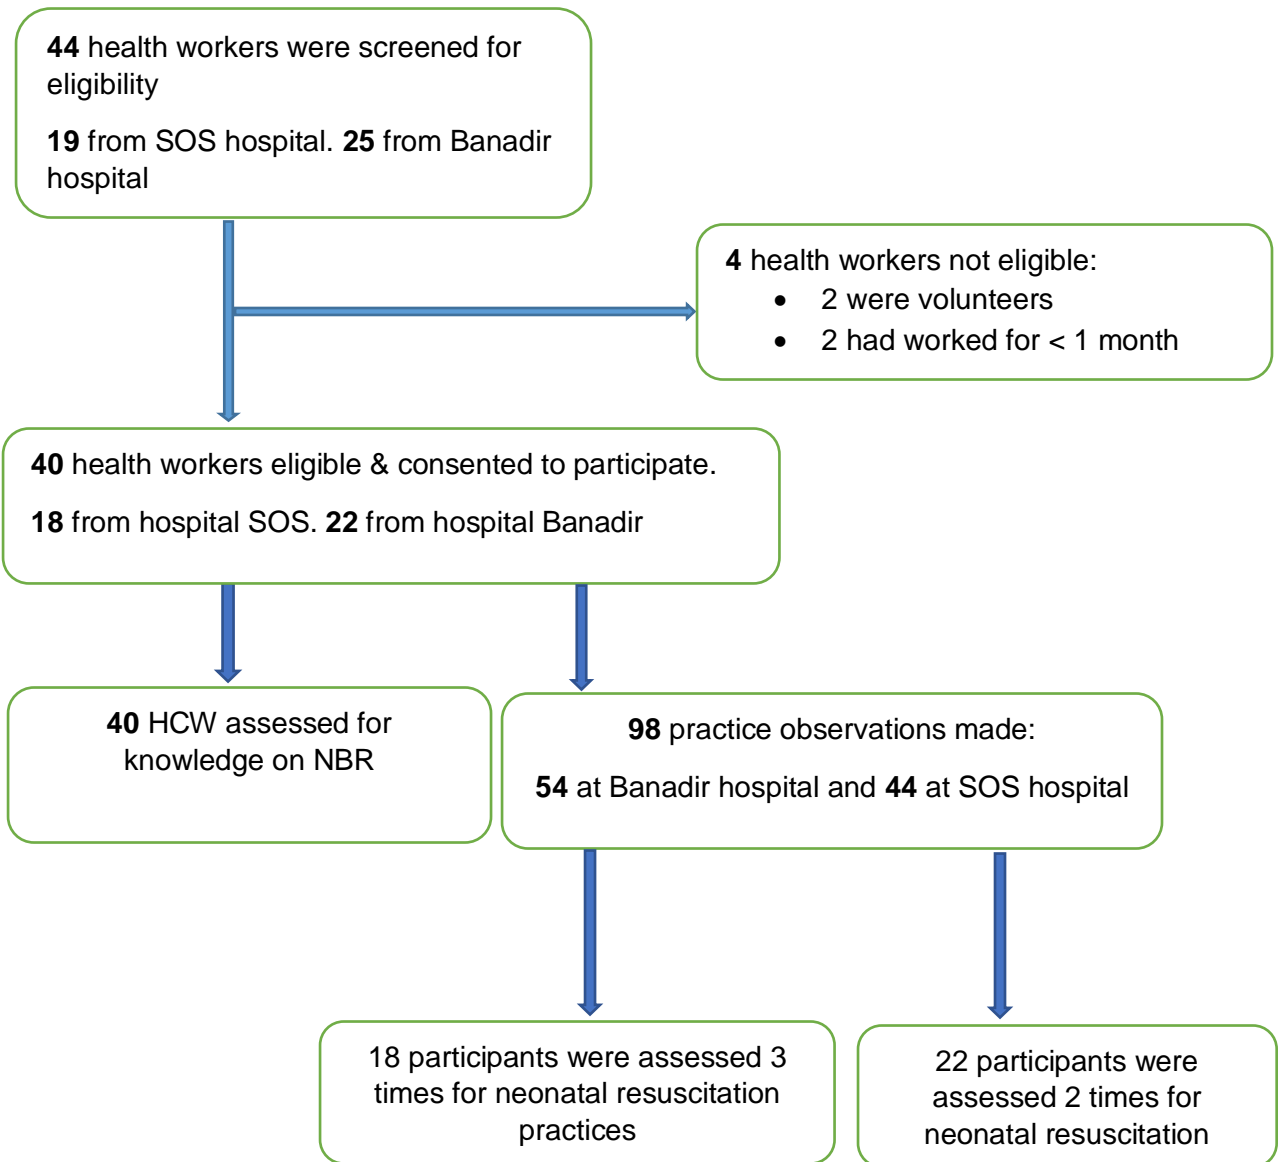 44 health workers were screened for
eligibility
19 from SOS hospital. 25 from Banadir
hospital
4 health workers not eligible:
• 2 were volunteers
• 2 had worked for < 1 month
40 health workers eligible & consented to participate.
18 from hospital SOS. 22 from hospital Banadir
40 HCW assessed for
knowledge on NBR
98 practice observations made:
54 at Banadir hospital and 44 at SOS hospital
18 participants were assessed 3
times for neonatal resuscitation
practices
22 participants were
assessed 2 times for
neonatal resuscitation